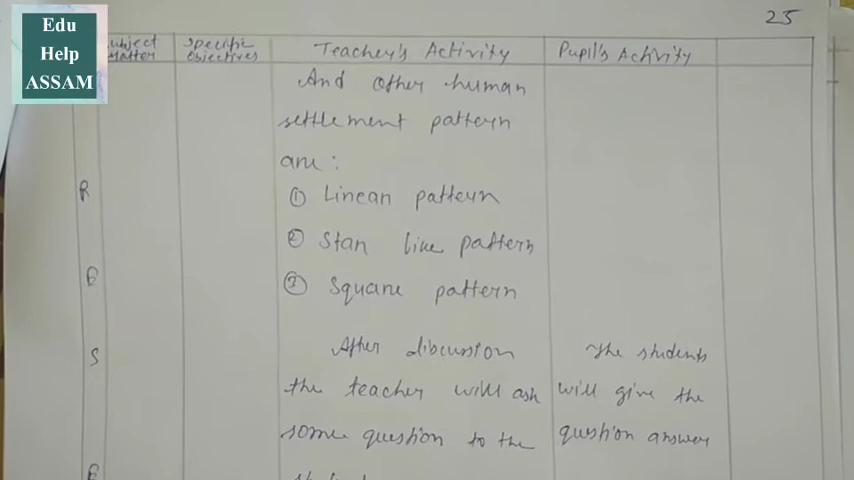 25
Edu
Help
ASSAM
ubject Matter
Specific Objectives
Teacher's Activity
Pupil's Activity
And other human
settlement pattern
are :
① Linear pattern
② Star like pattern
③ Square pattern
After discussion
the teacher will ask
some question to the
The students
will give the
question answer
R
E
S
E